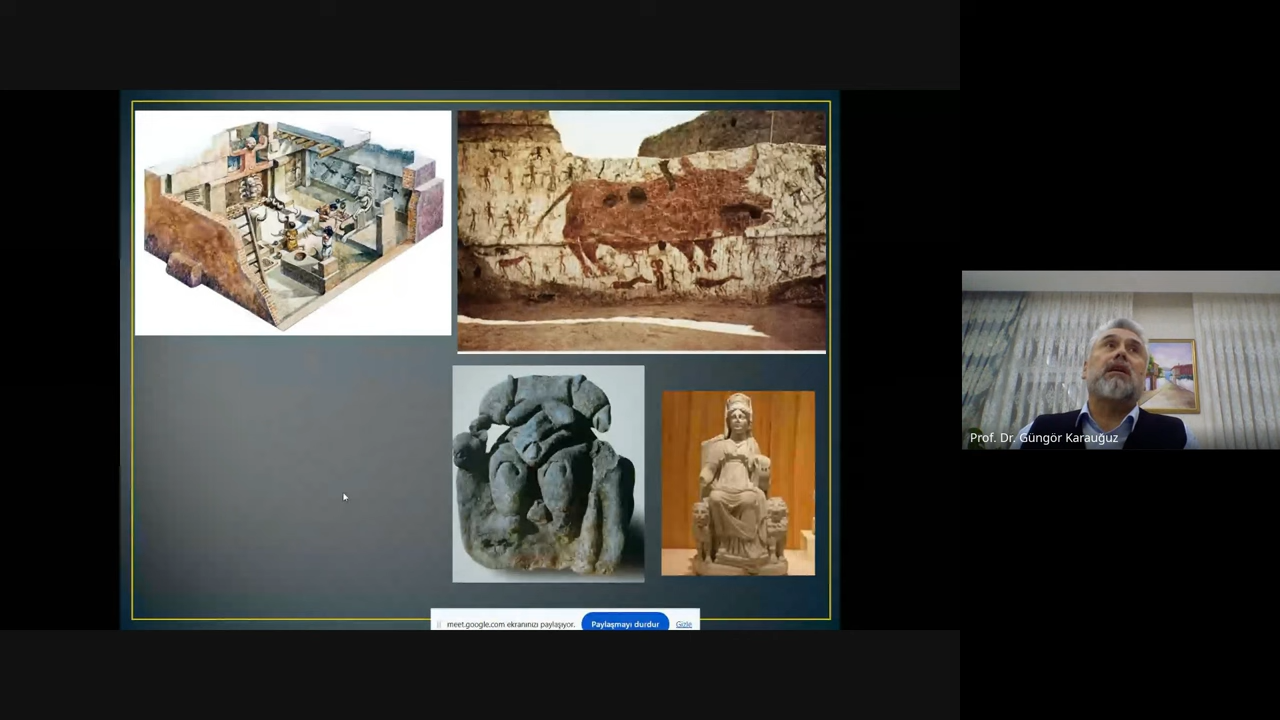 Prof. Dr. Güngör Karauğuz
meet.google.com ekranınızı paylaşıyor.
Paylaşmayı durdur
Gizle